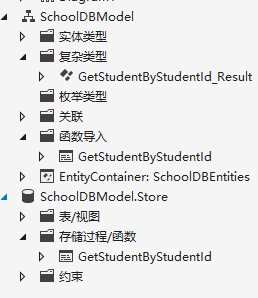 SchoolDBModel
实体类型
复杂类型
GetStudentByStudentId_Result
枚举类型
关联
函数导入
GetStudentByStudentId
EntityContainer: SchoolDBEntities
SchoolDBModel.Store
表/视图
存储过程/函数
GetStudentByStudentId
约束